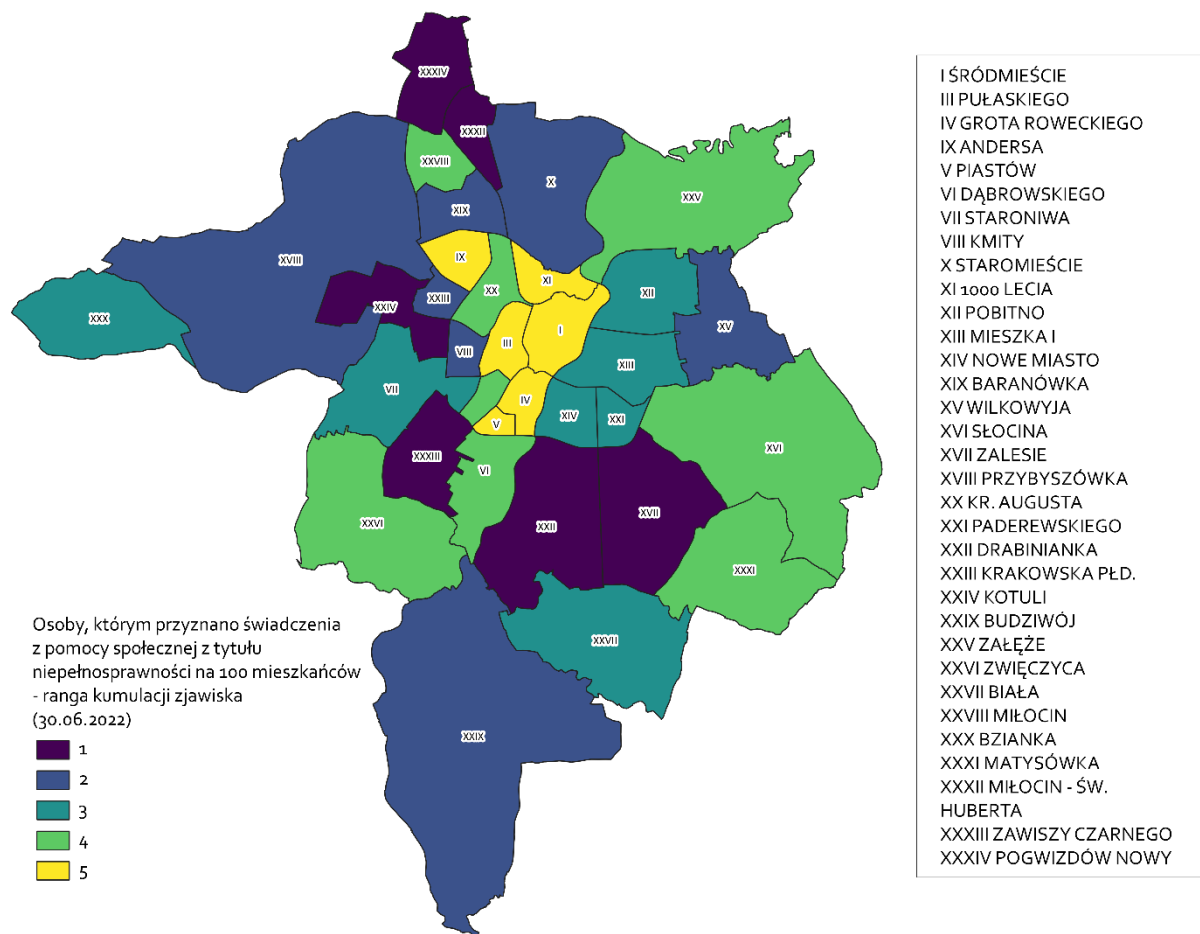 XXXIV
XXXII
XXVIII
X
XXV
XIX
XVIII
IX
XI
XX
XII
XXIII
XXIV
XXX
XV
I
III
VIII
XIII
VII
IV
XIV
XXI
V
XVI
XXXIII
VI
XXII
XVII
XXVI
XXXI
XXVII
XXIX
Osoby, którym przyznano świadczenia
z pomocy społecznej z tytułu
niepełnosprawności na 100 mieszkańców
- ranga kumulacji zjawiska
(30.06.2022)
1
2
3
4
5
I ŚRÓDMIEŚCIE
III PUŁASKIEGO
IV GROTA ROWECKIEGO
IX ANDERSA
V PIASTÓW
VI DĄBROWSKIEGO
VII STARONIWA
VIII KMITY
X STAROMIEŚCIE
XI 1000 LECIA
XII POBITNO
XIII MIESZKA I
XIV NOWE MIASTO
XIX BARANÓWKA
XV WILKOWYJA
XVI SŁOCINA
XVII ZALESIE
XVIII PRZYBYSZÓWKA
XX KR. AUGUSTA
XXI PADEREWSKIEGO
XXII DRABINIANKA
XXIII KRAKOWSKA PŁD.
XXIV KOTULI
XXIX BUDZIWÓJ
XXV ZAŁĘŻE
XXVI ZWIĘCZYCA
XXVII BIAŁA
XXVIII MIŁOCIN
XXX BZIANKA
XXXI MATYSÓWKA
XXXII MIŁOCIN - ŚW.
HUBERTA
XXXIII ZAWISZY CZARNEGO
XXXIV POGWIZDÓW NOWY